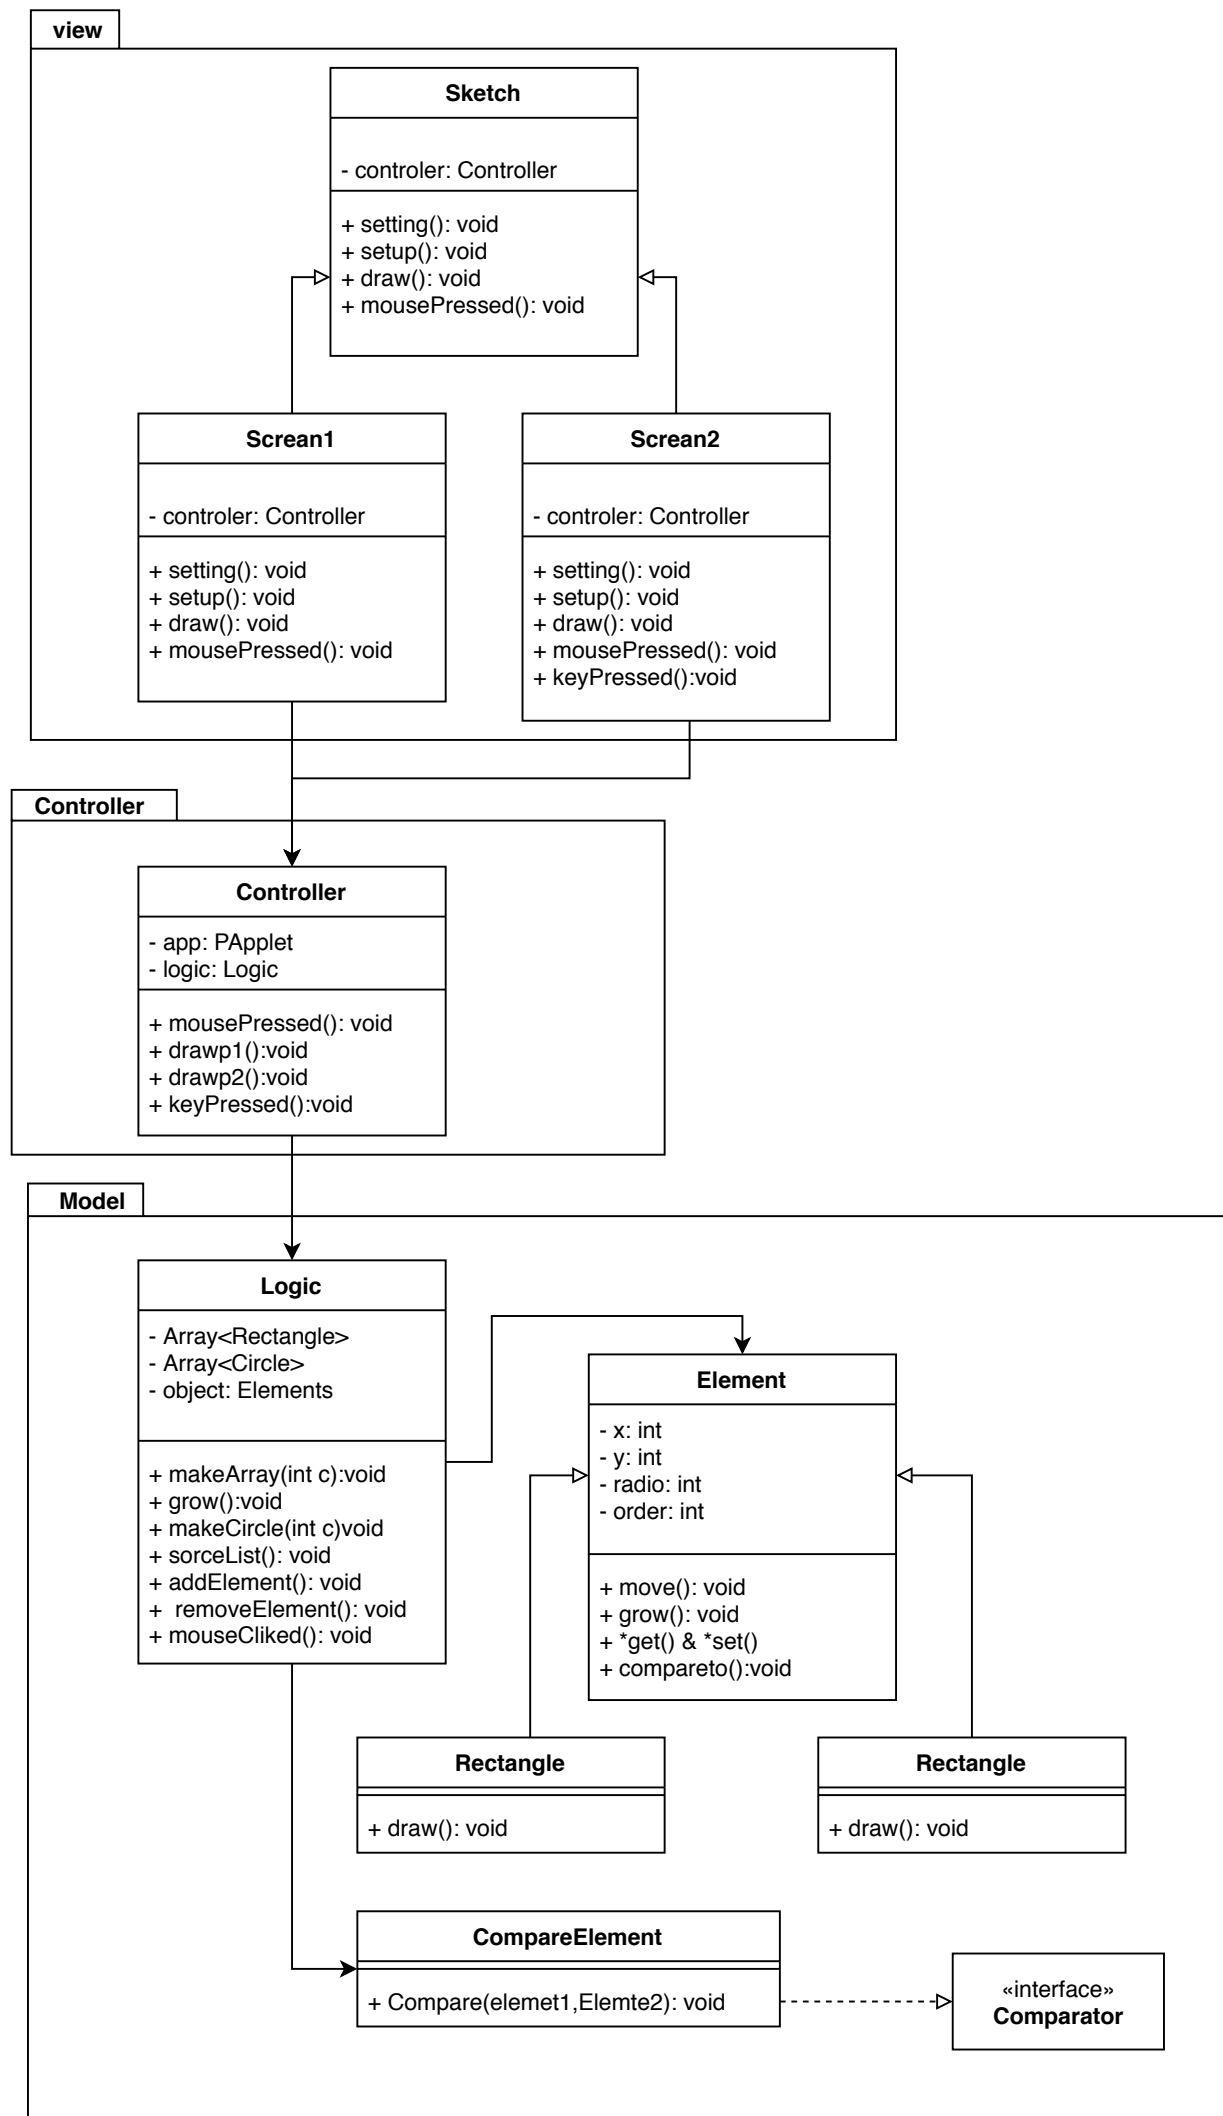 view
Sketch
- controler: Controller
+ setting(): void
+ setup(): void
+ draw(): void
+ mousePressed(): void
Screan1
- controler: Controller
+ setting(): void
+ setup(): void
+ draw(): void
+ mousePressed(): void
Screan2
- controler: Controller
+ setting(): void
+ setup(): void
+ draw(): void
+ mousePressed(): void
+ keyPressed():void
Controller
Controller
- app: PApplet
- logic: Logic
+ mousePressed(): void
+ drawp1():void
+ drawp2():void
+ keyPressed():void
Model
Logic
- Array<Rectangle>
- Array<Circle>
- object: Elements
+ makeArray(int c):void
+ grow():void
+ makeCircle(int c)void
+ sorceList(): void
+ addElement(): void
+  removeElement(): void
+ mouseCliked(): void
Element
- x: int
- y: int
- radio: int
- order: int
+ move(): void
+ grow(): void
+ *get() & *set()
+ compareto():void
Rectangle
+ draw(): void
Rectangle
+ draw(): void
CompareElement
+ Compare(elemet1,Elemte2): void
«interface»
Comparator